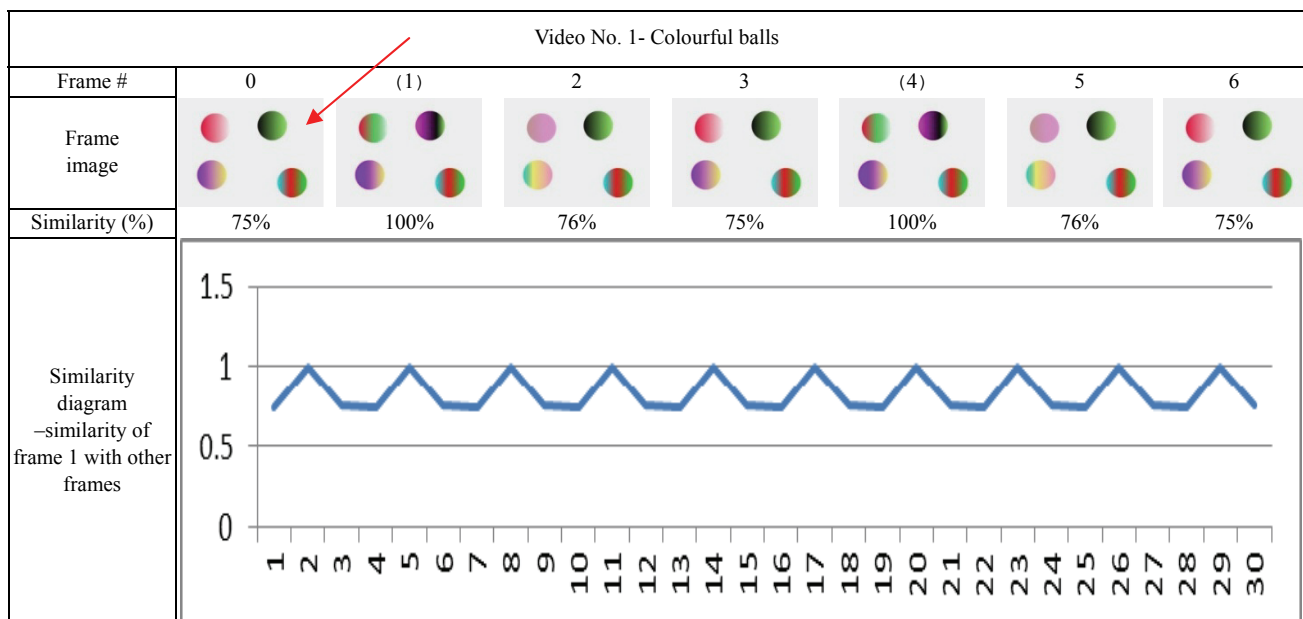 Video No. 1- Colourful balls
Frame # 0 （1） 2 3 （4） 5 6
Frame
image
Similarity (%) 75% 100% 76% 75% 100% 76% 75%
Similarity
diagram
–similarity of
frame 1 with other
frames
1.5
1
0.5
0
1 2 3 4 5 6 7 8 9 10 11 12 13 14 15 16 17 18 19 20 21 22 23 24 25 26 27 28 29 30